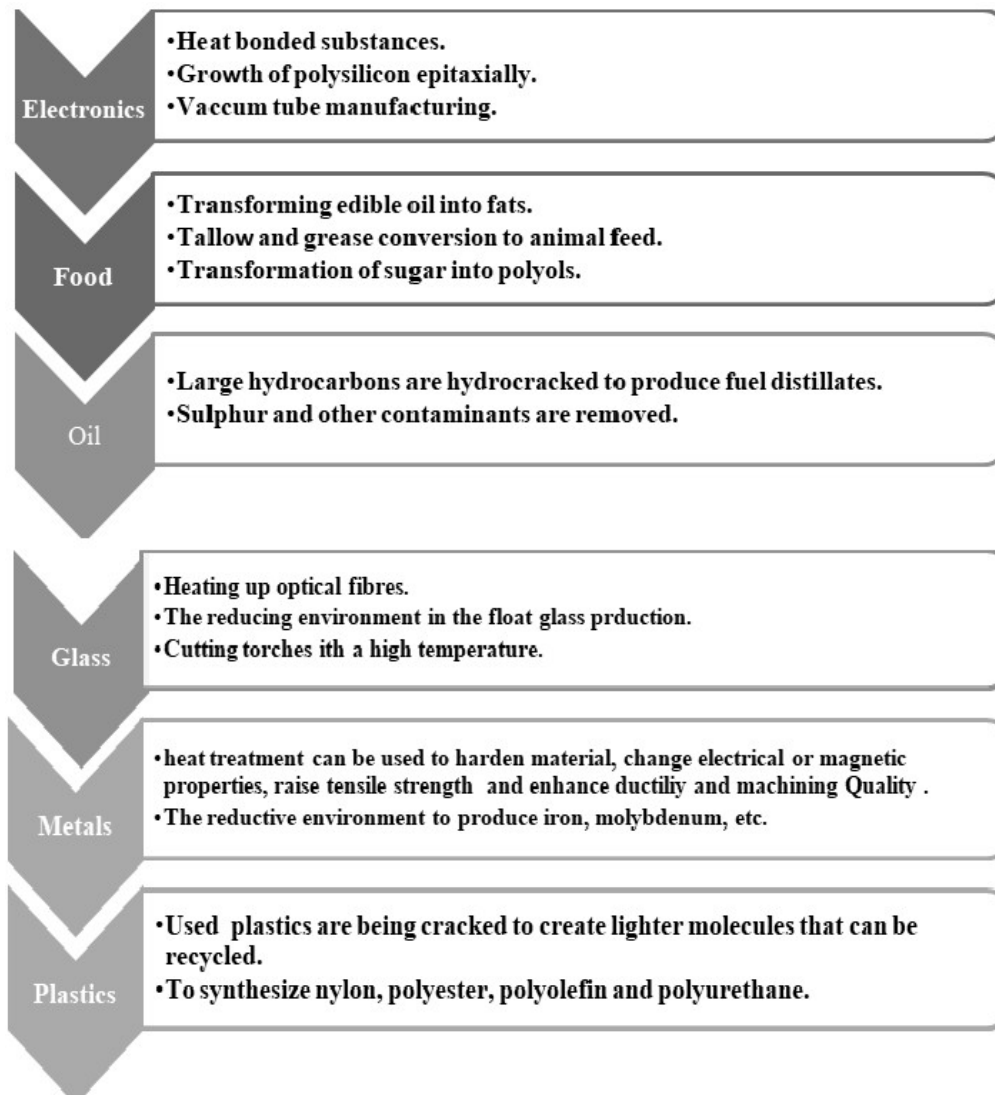 Electronics
•Heat bonded substances.
•Growth of polysilicon epitaxially.
•Vaccum tube manufacturing.
Food
•Transforming edible oil into fats.
•Tallow and grease conversion to animal feed.
•Transformation of sugar into polyols.
Oil
•Large hydrocarbons are hydrocracked to produce fuel distillates.
•Sulphur and other contaminants are removed.
Glass
•Heating up optical fibres.
•The reducing environment in the float glass prduction.
•Cutting torches ith a high temperature.
Metals
•heat treatment can be used to harden material, change electrical or magnetic
properties, raise tensile strength and enhance ductiliy and machining Quality .
•The reductive environment to produce iron, molybdenum, etc.
Plastics
•Used plastics are being cracked to create lighter molecules that can be
recycled.
•To synthesize nylon, polyester, polyolefin and polyurethane.